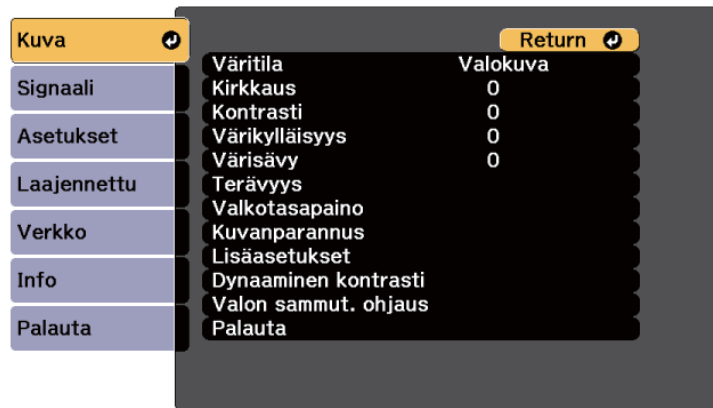 Kuva
Signaali
Asetukset
Laajennettu
Verkko
Info
Palauta
Return
Väritila Valokuva
Kirkkaus 0
Kontrasti 0
Värikylläisyys 0
Värisävy 0
Terävyys
Valkotasapaino
Kuvanparannus
Lisäasetukset
Dynaaminen kontrasti
Valon sammut. ohjaus
Palauta